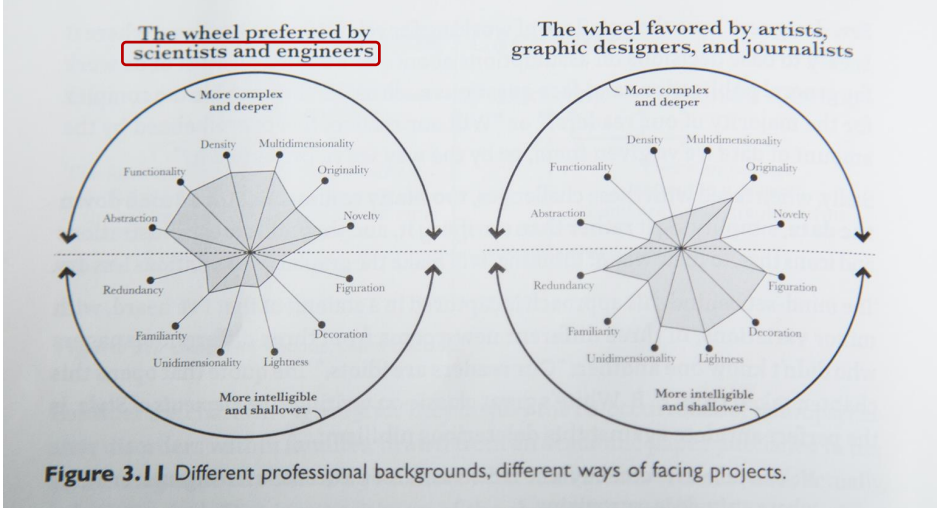 The wheel preferred by
scientists and engineers
More complex
and deeper
Density
Multidimensionality
Functionality
Originality
Abstraction
Novelty
Redundancy
Figuration
Familiarity
Decoration
Unidimensionality
Lightness
More intelligible
and shallower
The wheel favored by artists,
graphic designers, and journalists
More complex
and deeper
Density
Multidimensionality
Functionality
Originality
Abstraction
Novelty
Redundancy
Figuration
Familiarity
Decoration
Unidimensionality
Lightness
More intelligible
and shallower
Figure 3.11 Different professional backgrounds, different ways of facing projects.